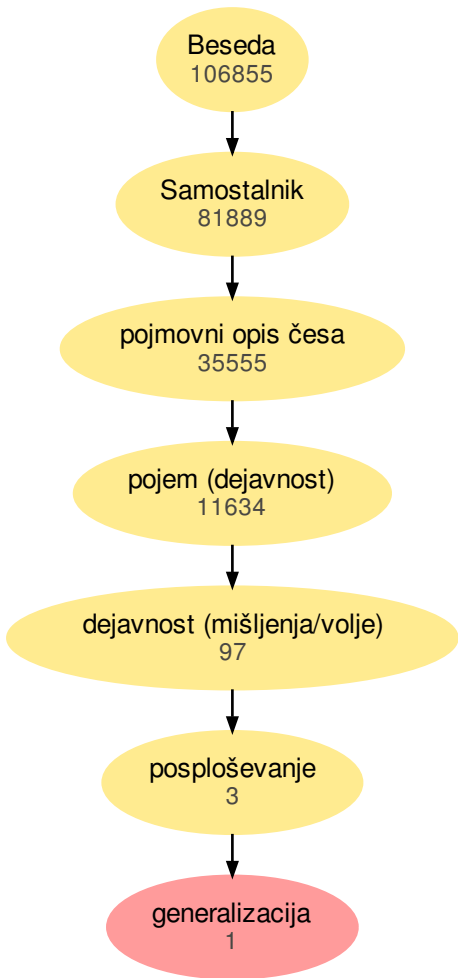 Beseda
106855
Samostalnik
81889
pojmovni opis česa
35555
pojem (dejavnost)
11634
dejavnost (mišljenja/volje)
97
posploševanje
3
generalizacija
1